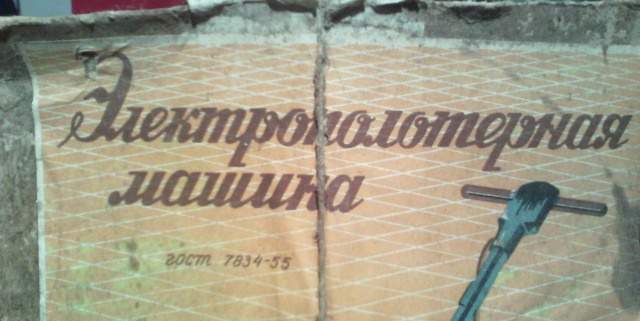 Электрополотерная
машина
гост 7834-55